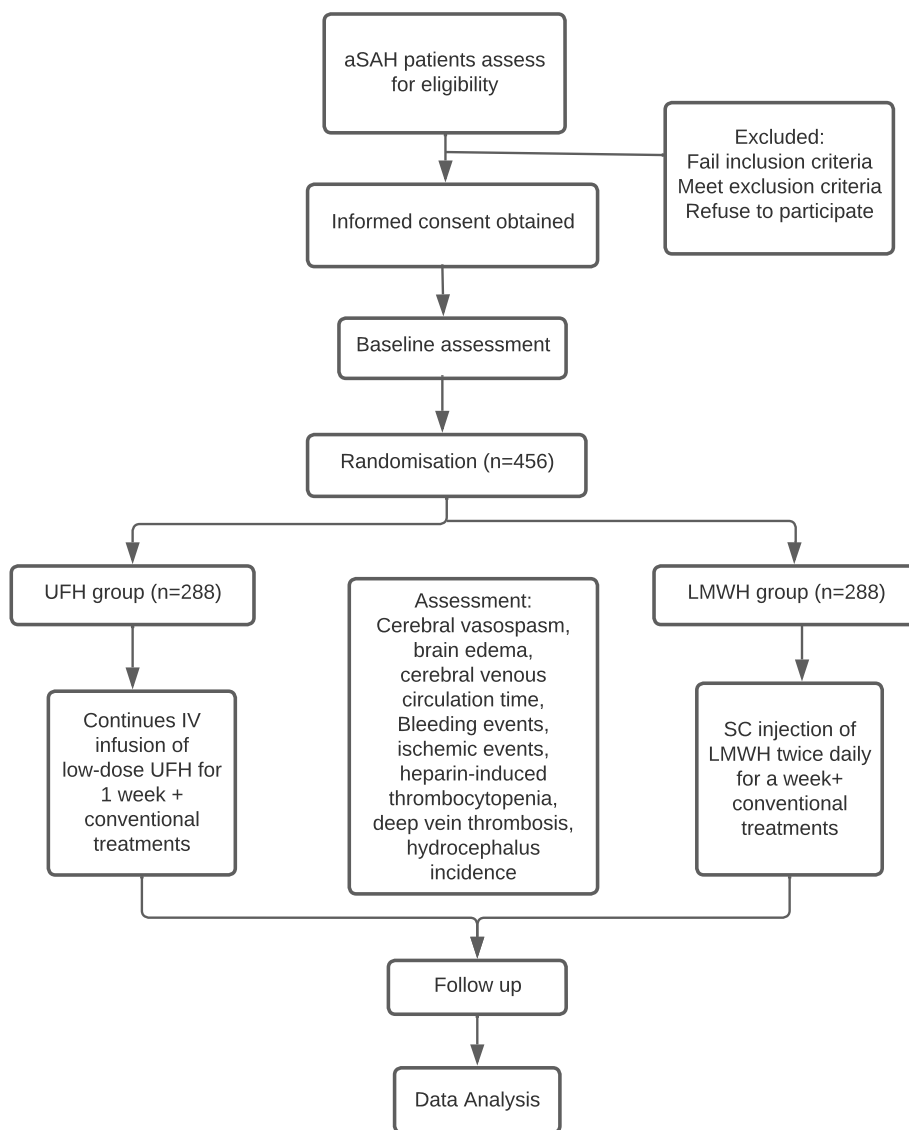 aSAH patients assess
for eligibility
Excluded:
Fail inclusion criteria
Meet exclusion criteria
Refuse to participate
Informed consent obtained
Baseline assessment
Randomisation (n=456)
UFH group (n=288)
LMWH group (n=288)
Assessment:
Cerebral vasospasm,
brain edema,
cerebral venous
circulation time,
Bleeding events,
ischemic events,
heparin-induced
thrombocytopenia,
deep vein thrombosis,
hydrocephalus
incidence
Continues IV
infusion of
low-dose UFH for
1 week +
conventional
treatments
SC injection of
LMWH twice daily
for a week+
conventional
treatments
Follow up
Data Analysis